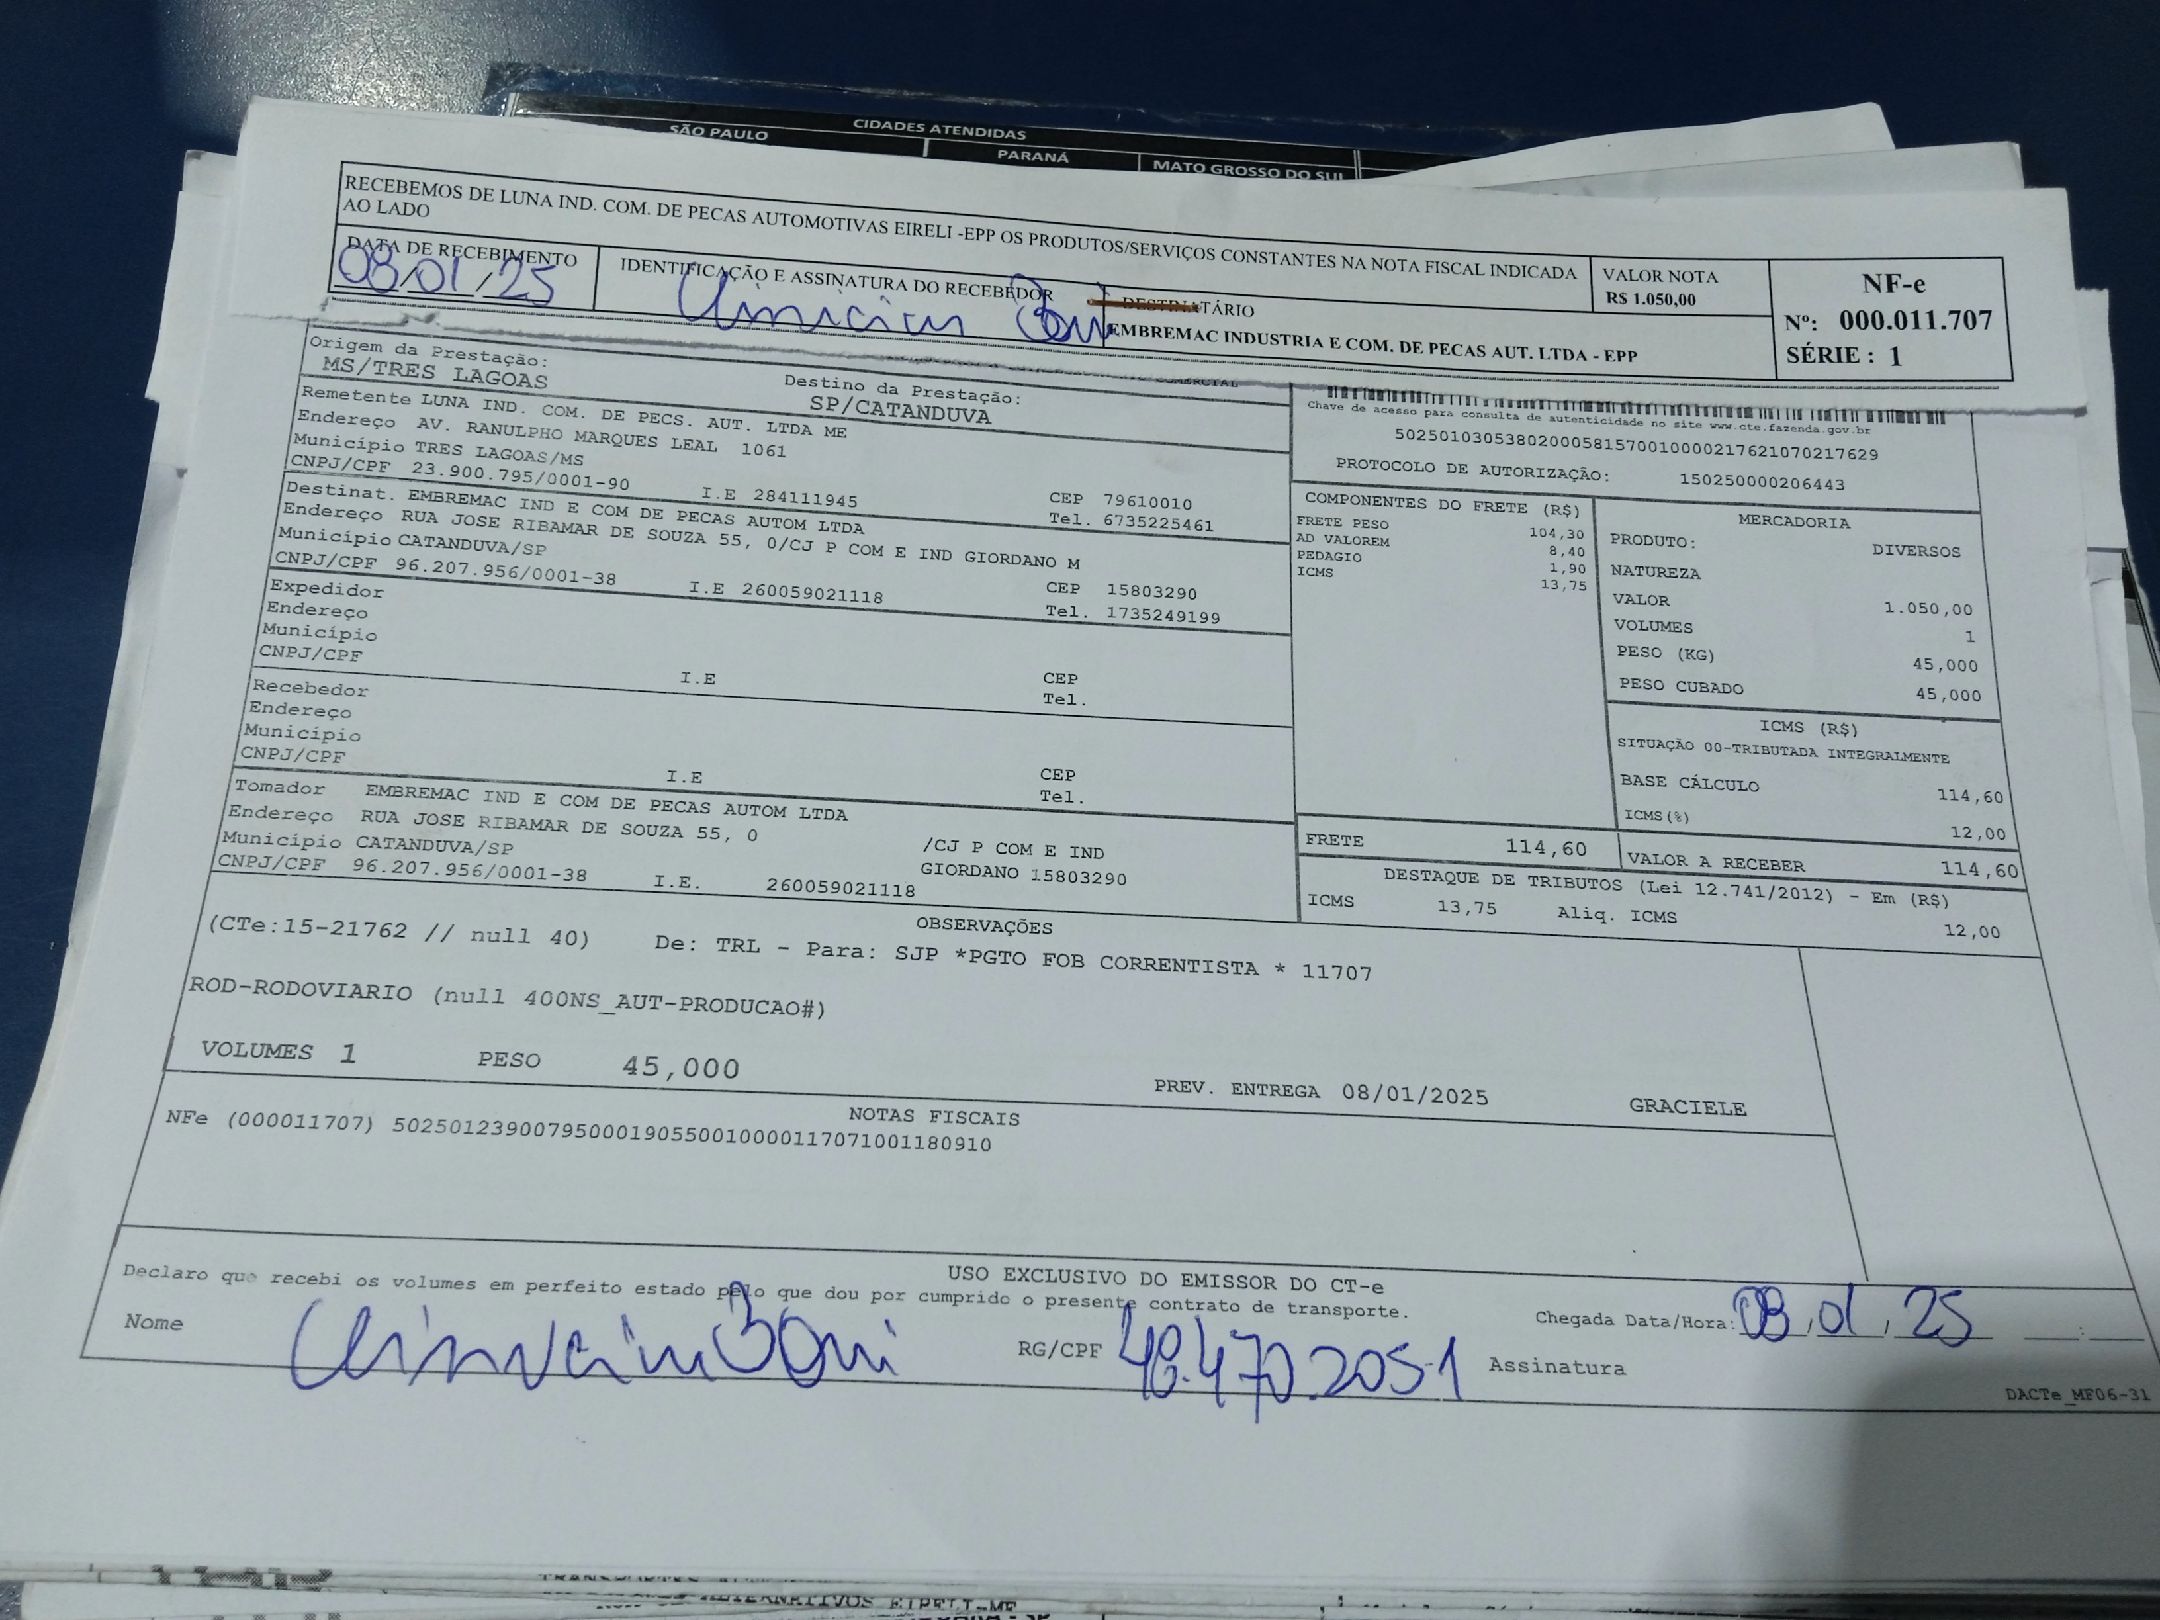 CIDADES ATENDIDAS
SÃO PAULO
PARANÁ
MATO GROSSO DO SUL
RECEBEMOS DE LUNA IND. COM. DE PECAS AUTOMOTIVAS EIRELI -EPP OS PRODUTOS/SERVIÇOS CONSTANTES NA NOTA FISCAL INDICADA
AO LADO
VALOR NOTA
R$ 1.050,00
NF-e
Nº: 000.011.707
SÉRIE : 1
DATA DE RECEBIMENTO
08/01/25
IDENTIFICAÇÃO E ASSINATURA DO RECEBEDOR
DESTINATÁRIO
EMBREMAC INDUSTRIA E COM. DE PECAS AUT. LTDA - EPP
Origem da Prestação:
MS/TRES LAGOAS
Destino da Prestação:
SP/CATANDUVA
Remetente LUNA IND. COM. DE PECS. AUT. LTDA ME
Endereço AV. RANULPHO MARQUES LEAL 1061
Município TRES LAGOAS/MS
CNPJ/CPF 23.900.795/0001-90 I.E 284111945 CEP 79610010
Tel. 6735225461
Destinat. EMBREMAC IND E COM DE PECAS AUTOM LTDA
Endereço RUA JOSE RIBAMAR DE SOUZA 55, 0/CJ P COM E IND GIORDANO M
Município CATANDUVA/SP CEP 15803290
CNPJ/CPF 96.207.956/0001-38 I.E 260059021118 Tel. 1735249199
Expedidor
Endereço
Município CEP
CNPJ/CPF I.E Tel.
Recebedor
Endereço
Município CEP
CNPJ/CPF I.E Tel.
Tomador EMBREMAC IND E COM DE PECAS AUTOM LTDA
Endereço RUA JOSE RIBAMAR DE SOUZA 55, 0 /CJ P COM E IND
Município CATANDUVA/SP GIORDANO 15803290
CNPJ/CPF 96.207.956/0001-38 I.E. 260059021118
Chave de acesso para consulta de autenticidade no site www.cte.fazenda.gov.br
50250103053802000581570010000217621070217629
PROTOCOLO DE AUTORIZAÇÃO: 150250000206443
COMPONENTES DO FRETE (R$)
FRETE PESO 104,30
AD VALOREM 8,40
PEDAGIO 1,90
ICMS 13,75
MERCADORIA
PRODUTO: DIVERSOS
NATUREZA
VALOR 1.050,00
VOLUMES 1
PESO (KG) 45,000
PESO CUBADO 45,000
ICMS (R$)
SITUAÇÃO 00-TRIBUTADA INTEGRALMENTE
BASE CÁLCULO 114,60
ICMS(%) 12,00
FRETE 114,60 VALOR A RECEBER 114,60
DESTAQUE DE TRIBUTOS (Lei 12.741/2012) - Em (R$)
ICMS 13,75 Aliq. ICMS 12,00
OBSERVAÇÕES
(CTe:15-21762 // null 40) De: TRL - Para: SJP *PGTO FOB CORRENTISTA * 11707
ROD-RODOVIARIO (null 400NS_AUT-PRODUCAO#)
VOLUMES 1 PESO 45,000 PREV. ENTREGA 08/01/2025 GRACIELE
NOTAS FISCAIS
NFe (000011707) 50250123900795000190550010000117071001180910
USO EXCLUSIVO DO EMISSOR DO CT-e
Declaro que recebi os volumes em perfeito estado pelo que dou por cumprido o presente contrato de transporte.
Chegada Data/Hora: 08/01/25 :
Nome
RG/CPF 48.470.205-1
Assinatura
DACTe_MF06-31